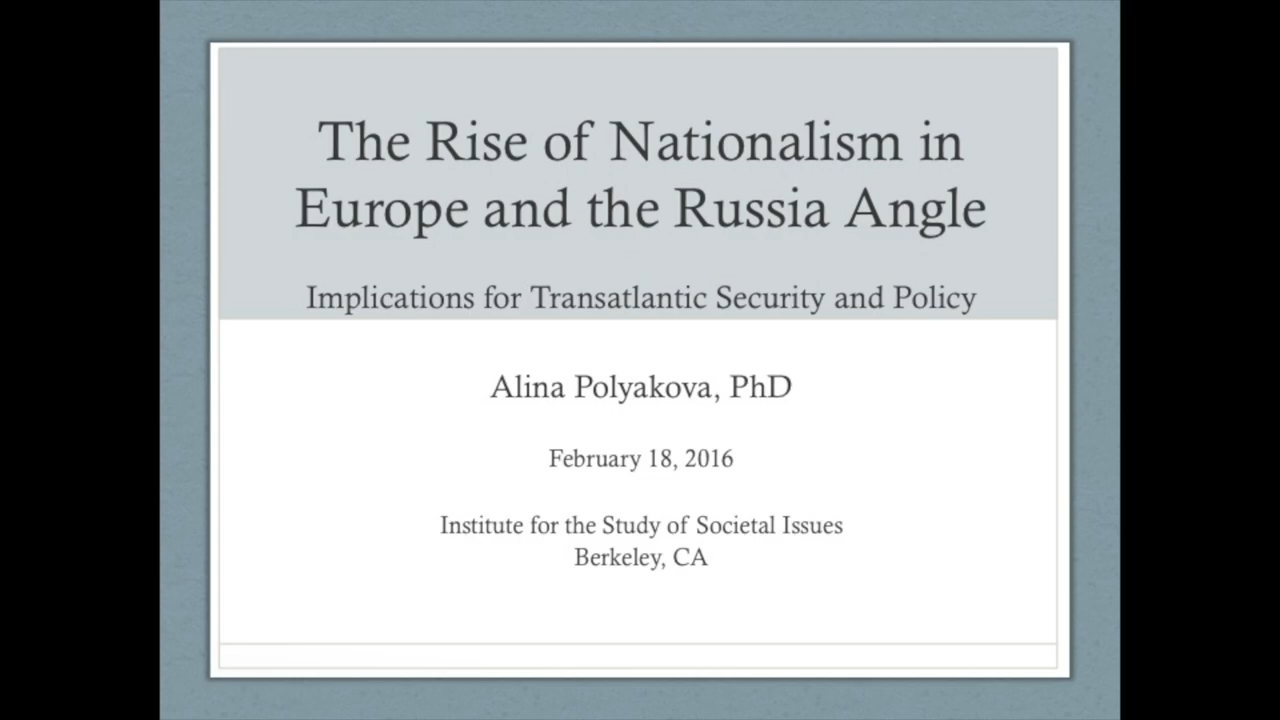 The Rise of Nationalism in
Europe and the Russia Angle
Implications for Transatlantic Security and Policy
Alina Polyakova, PhD
February 18, 2016
Institute for the Study of Societal Issues
Berkeley, CA